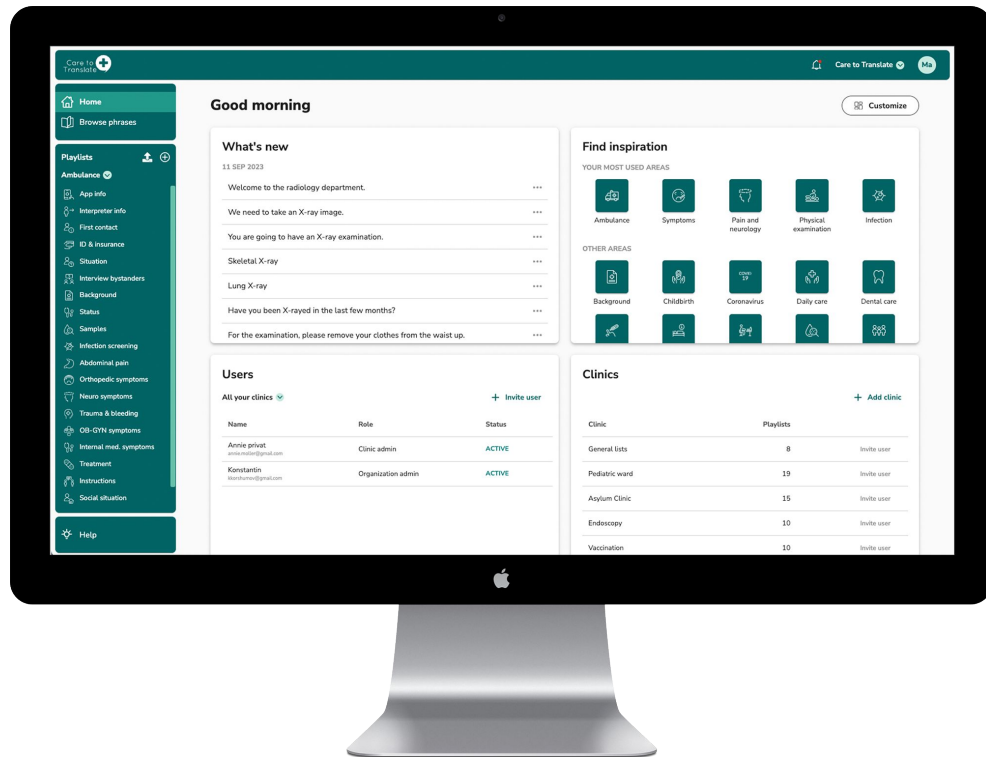 Care to
Translate
Care to Translate
Ma
Home
Browse phrases
Playlists
Ambulance
App info
Interpreter info
First contact
ID & insurance
Situation
Interview bystanders
Background
Status
Samples
Infection screening
Abdominal pain
Orthopedic symptoms
Neuro symptoms
Trauma & bleeding
OB-GYN symptoms
Internal med. symptoms
Treatment
Instructions
Social situation
Help
Good morning
Customize
What's new
11 SEP 2023
Welcome to the radiology department.
We need to take an X-ray image.
You are going to have an X-ray examination.
Skeletal X-ray
Lung X-ray
Have you been X-rayed in the last few months?
For the examination, please remove your clothes from the waist up.
Find inspiration
YOUR MOST USED AREAS
Ambulance
Symptoms
Pain and
neurology
Physical
examination
Infection
OTHER AREAS
COVID
19
Background
Childbirth
Coronavirus
Daily care
Dental care
Users
All your clinics
+ Invite user
Name Role Status
Annie privat Clinic admin ACTIVE
Konstantin Organization admin ACTIVE
Clinics
+ Add clinic
Clinic Playlists
General lists 8 Invite user
Pediatric ward 19 Invite user
Asylum Clinic 15 Invite user
Endoscopy 10 Invite user
Vaccination 10 Invite user